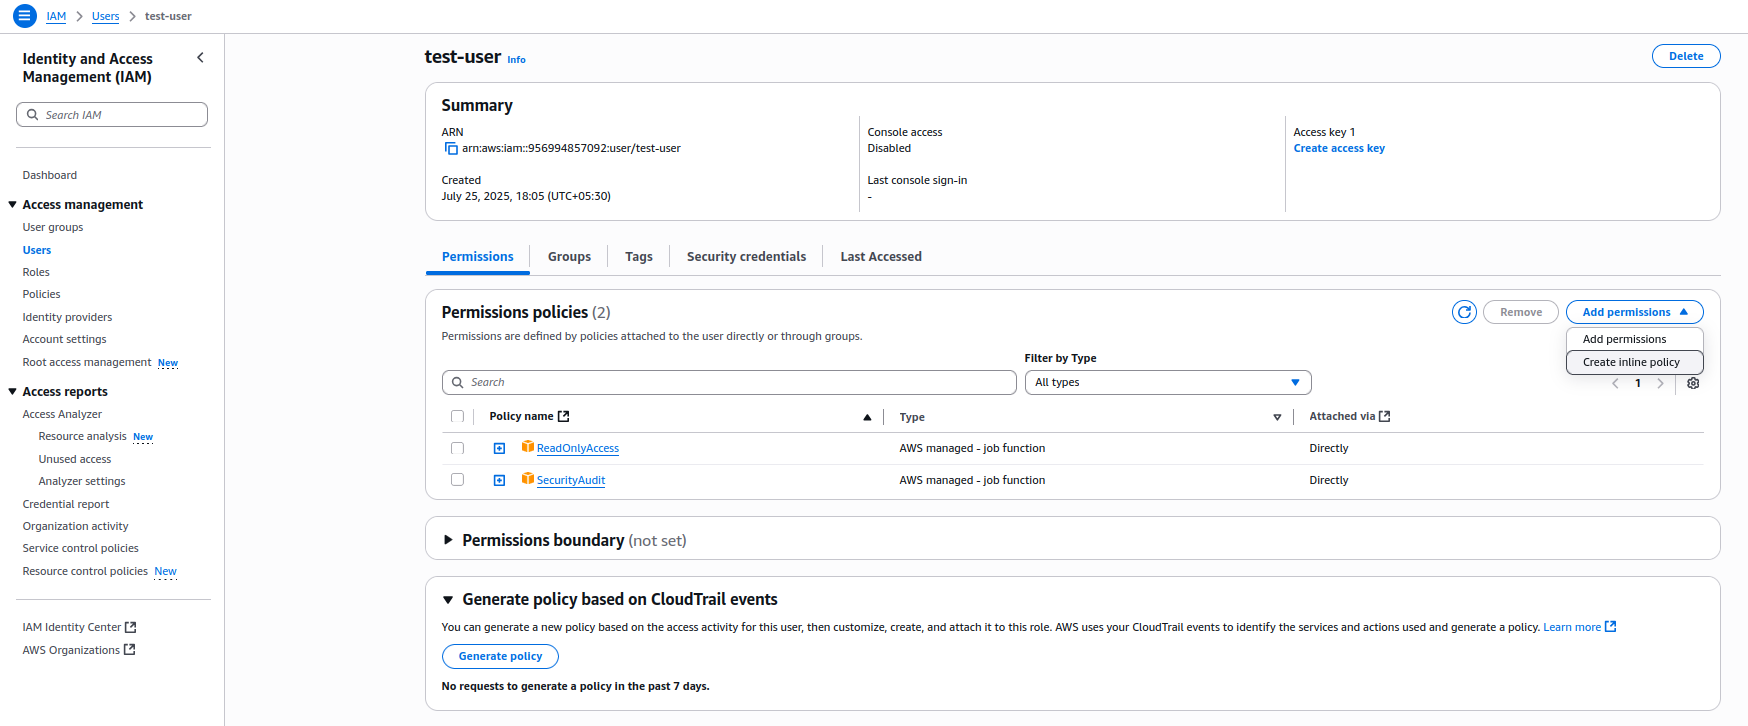 IAM > Users > test-user
Identity and Access
Management (IAM)
Search IAM
Dashboard
Access management
User groups
Users
Roles
Policies
Identity providers
Account settings
Root access management New
Access reports
Access Analyzer
Resource analysis New
Unused access
Analyzer settings
Credential report
Organization activity
Service control policies
Resource control policies New
IAM Identity Center
AWS Organizations
test-user Info
Delete
Summary
ARN
arn:aws:iam::956994857092:user/test-user
Created
July 25, 2025, 18:05 (UTC+05:30)
Console access
Disabled
Last console sign-in
-
Access key 1
Create access key
Permissions Groups Tags Security credentials Last Accessed
Permissions policies (2)
Remove
Add permissions
Permissions are defined by policies attached to the user directly or through groups.
Add permissions
Create inline policy
Filter by Type
Search
All types
1
Policy name Type Attached via
ReadOnlyAccess AWS managed - job function Directly
SecurityAudit AWS managed - job function Directly
Permissions boundary (not set)
Generate policy based on CloudTrail events
You can generate a new policy based on the access activity for this user, then customize, create, and attach it to this role. AWS uses your CloudTrail events to identify the services and actions used and generate a policy. Learn more
Generate policy
No requests to generate a policy in the past 7 days.